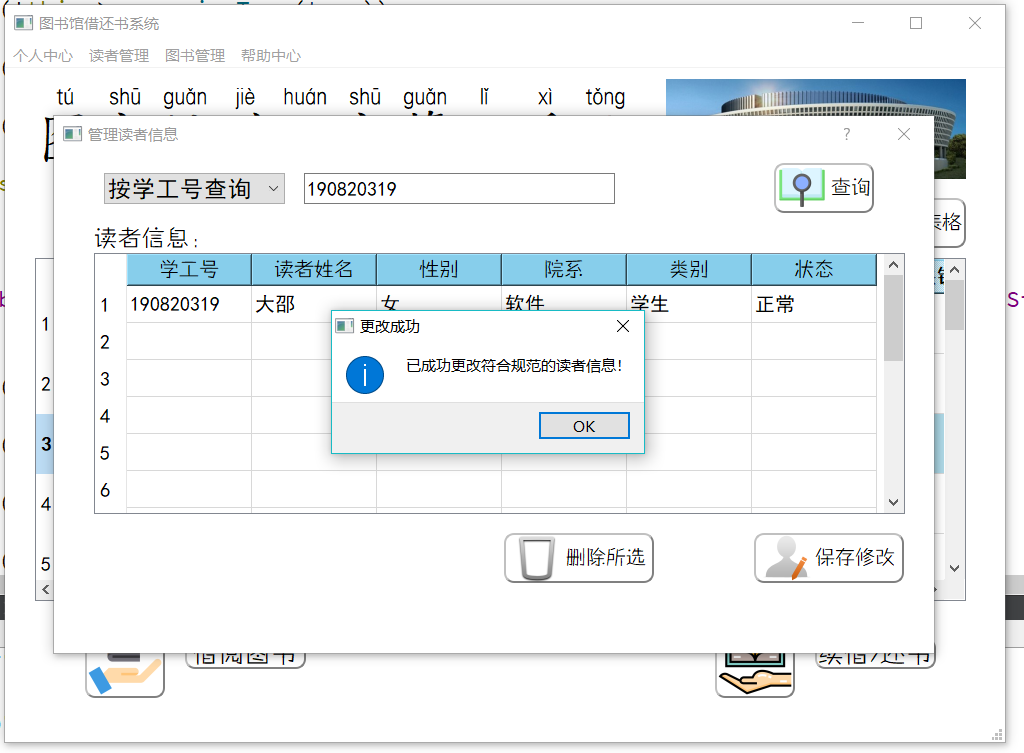 图书馆借还书系统
个人中心 读者管理 图书管理 帮助中心
tú shū guǎn jiè huán shū guǎn lǐ xì tǒng
管理读者信息
按学工号查询 190820319 查询
读者信息：
学工号 读者姓名 性别 院系 类别 状态
1 190820319 大邵 女 软件 学生 正常
2
3
4
5
6
更改成功
已成功更改符合规范的读者信息!
OK
删除所选 保存修改
1
2
3
4
5
借阅图书 续借/还书